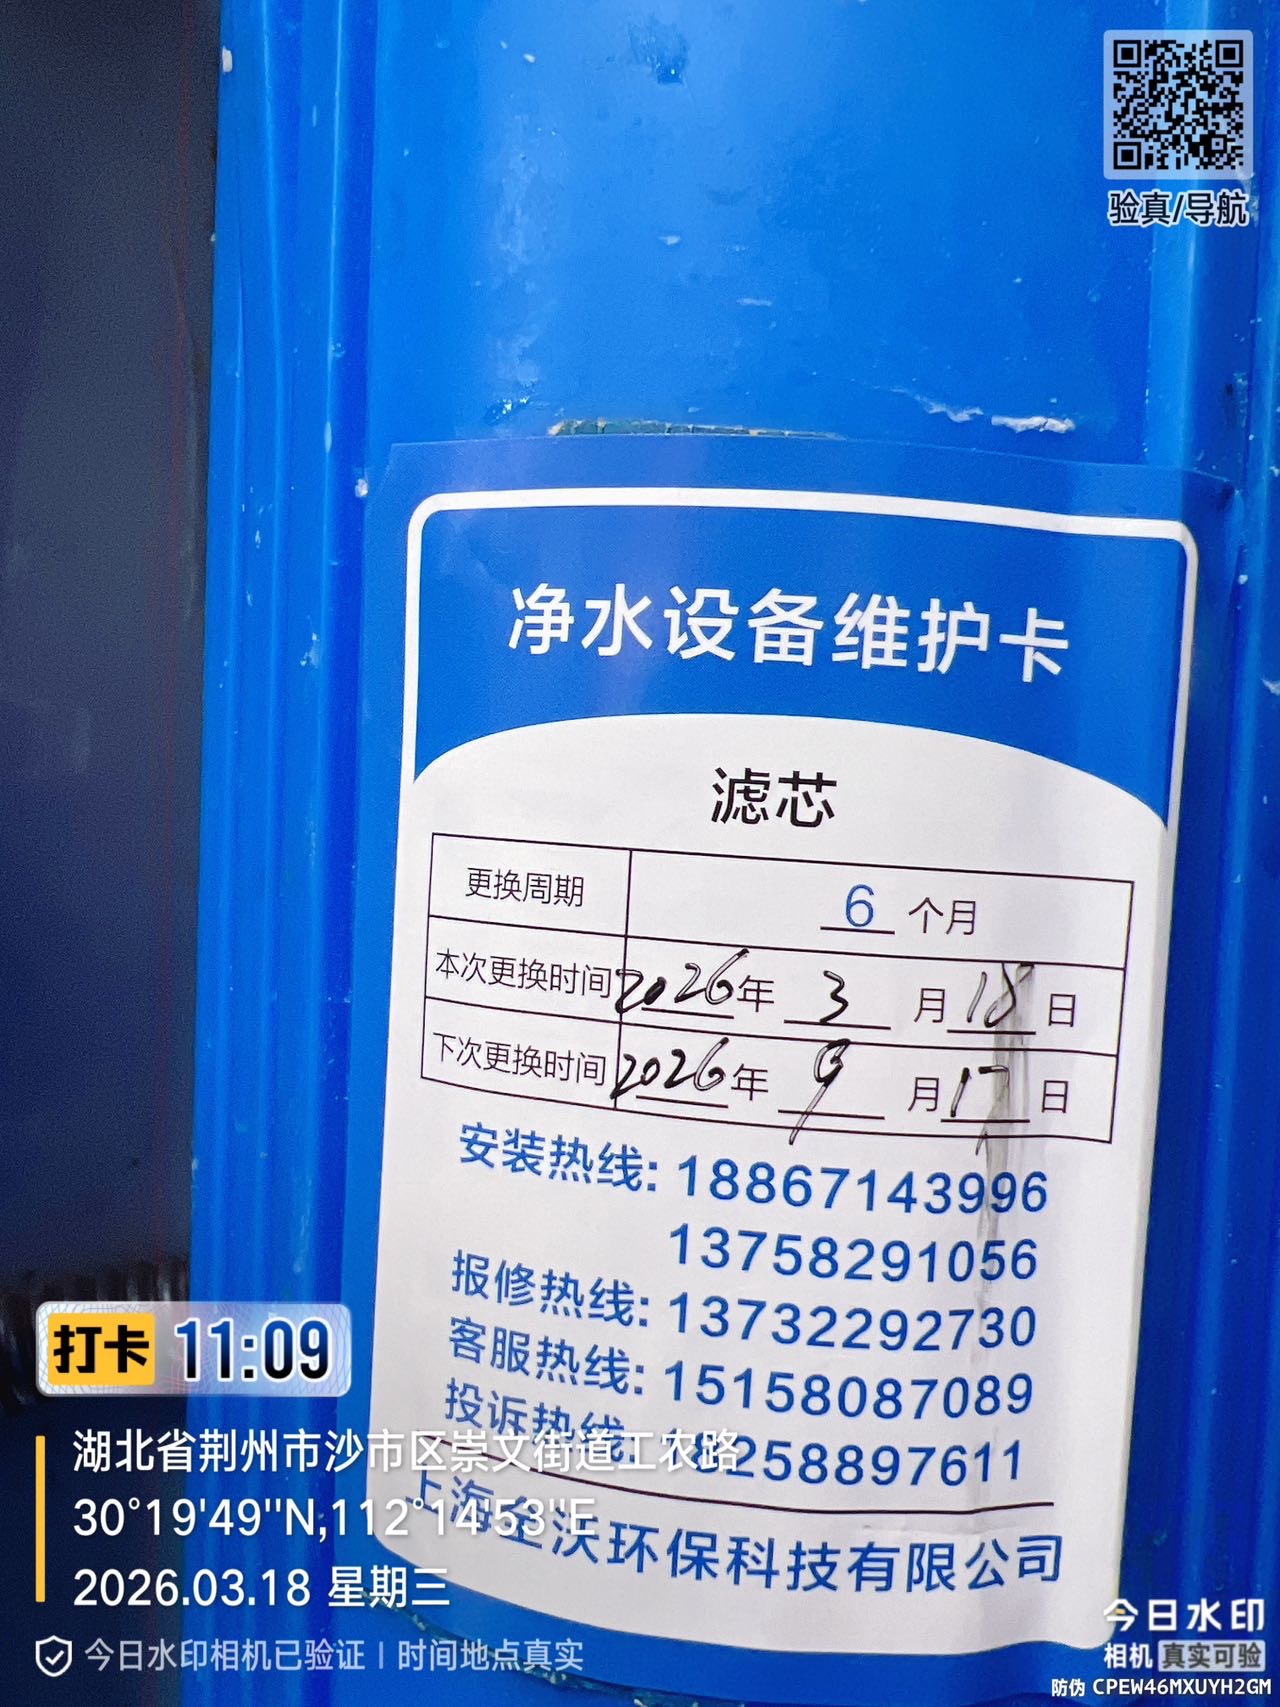 验真/导航
净水设备维护卡
滤芯
更换周期 6 个月
本次更换时间 2026年 3 月 18 日
下次更换时间 2026年 9 月 17 日
安装热线: 18867143996
13758291056
报修热线: 13732292730
客服热线: 15158087089
投诉热线: 18258897611
上海全沃环保科技有限公司
打卡 11:09
湖北省荆州市沙市区崇文街道工农路
30°19'49"N,112°14'53"E
2026.03.18 星期三
今日水印相机已验证 | 时间地点真实
今日水印
相机 真实可验
防伪 CPEW46MXUYH2GM